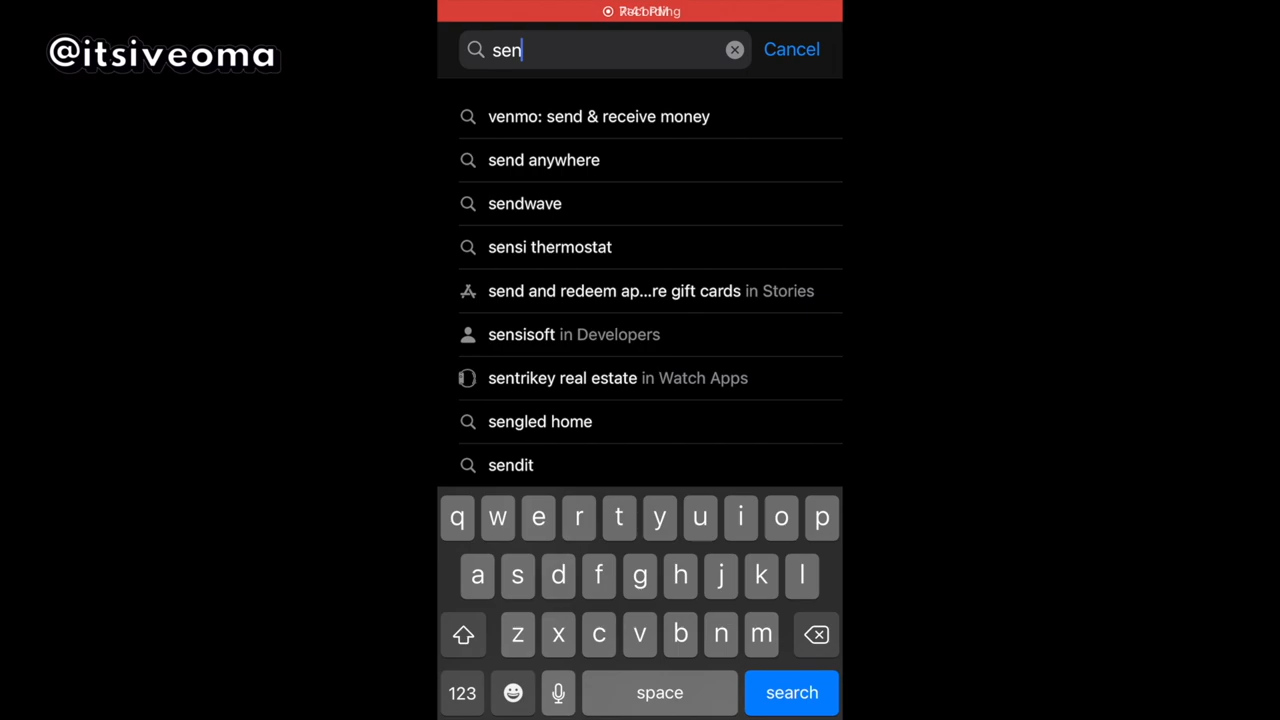 @itsiveoma
sen
Cancel
venmo: send & receive money
send anywhere
sendwave
sensi thermostat
send and redeem ap...re gift cards in Stories
sensisoft in Developers
sentrikey real estate in Watch Apps
sengled home
sendit
q w e r t y u i o p
a s d f g h j k l
z x c v b n m
123 space search